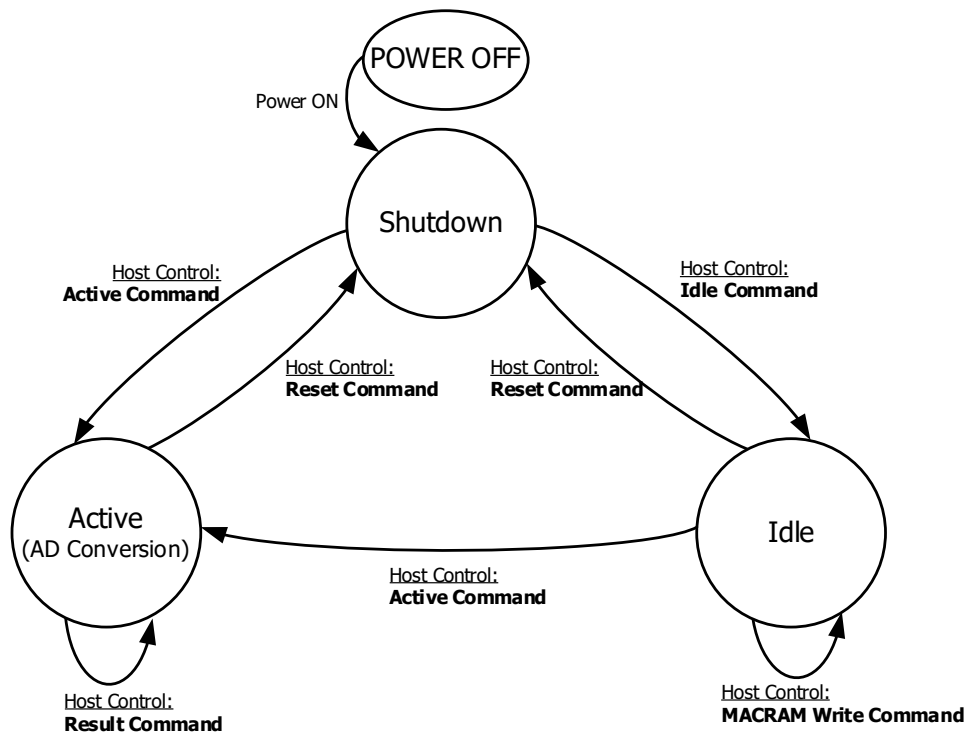 POWER OFF
Power ON
Shutdown
Host Control:
Active Command
Host Control:
Idle Command
Host Control:
Reset Command
Host Control:
Reset Command
Active
(AD Conversion)
Idle
Host Control:
Active Command
Host Control:
Result Command
Host Control:
MACRAM Write Command